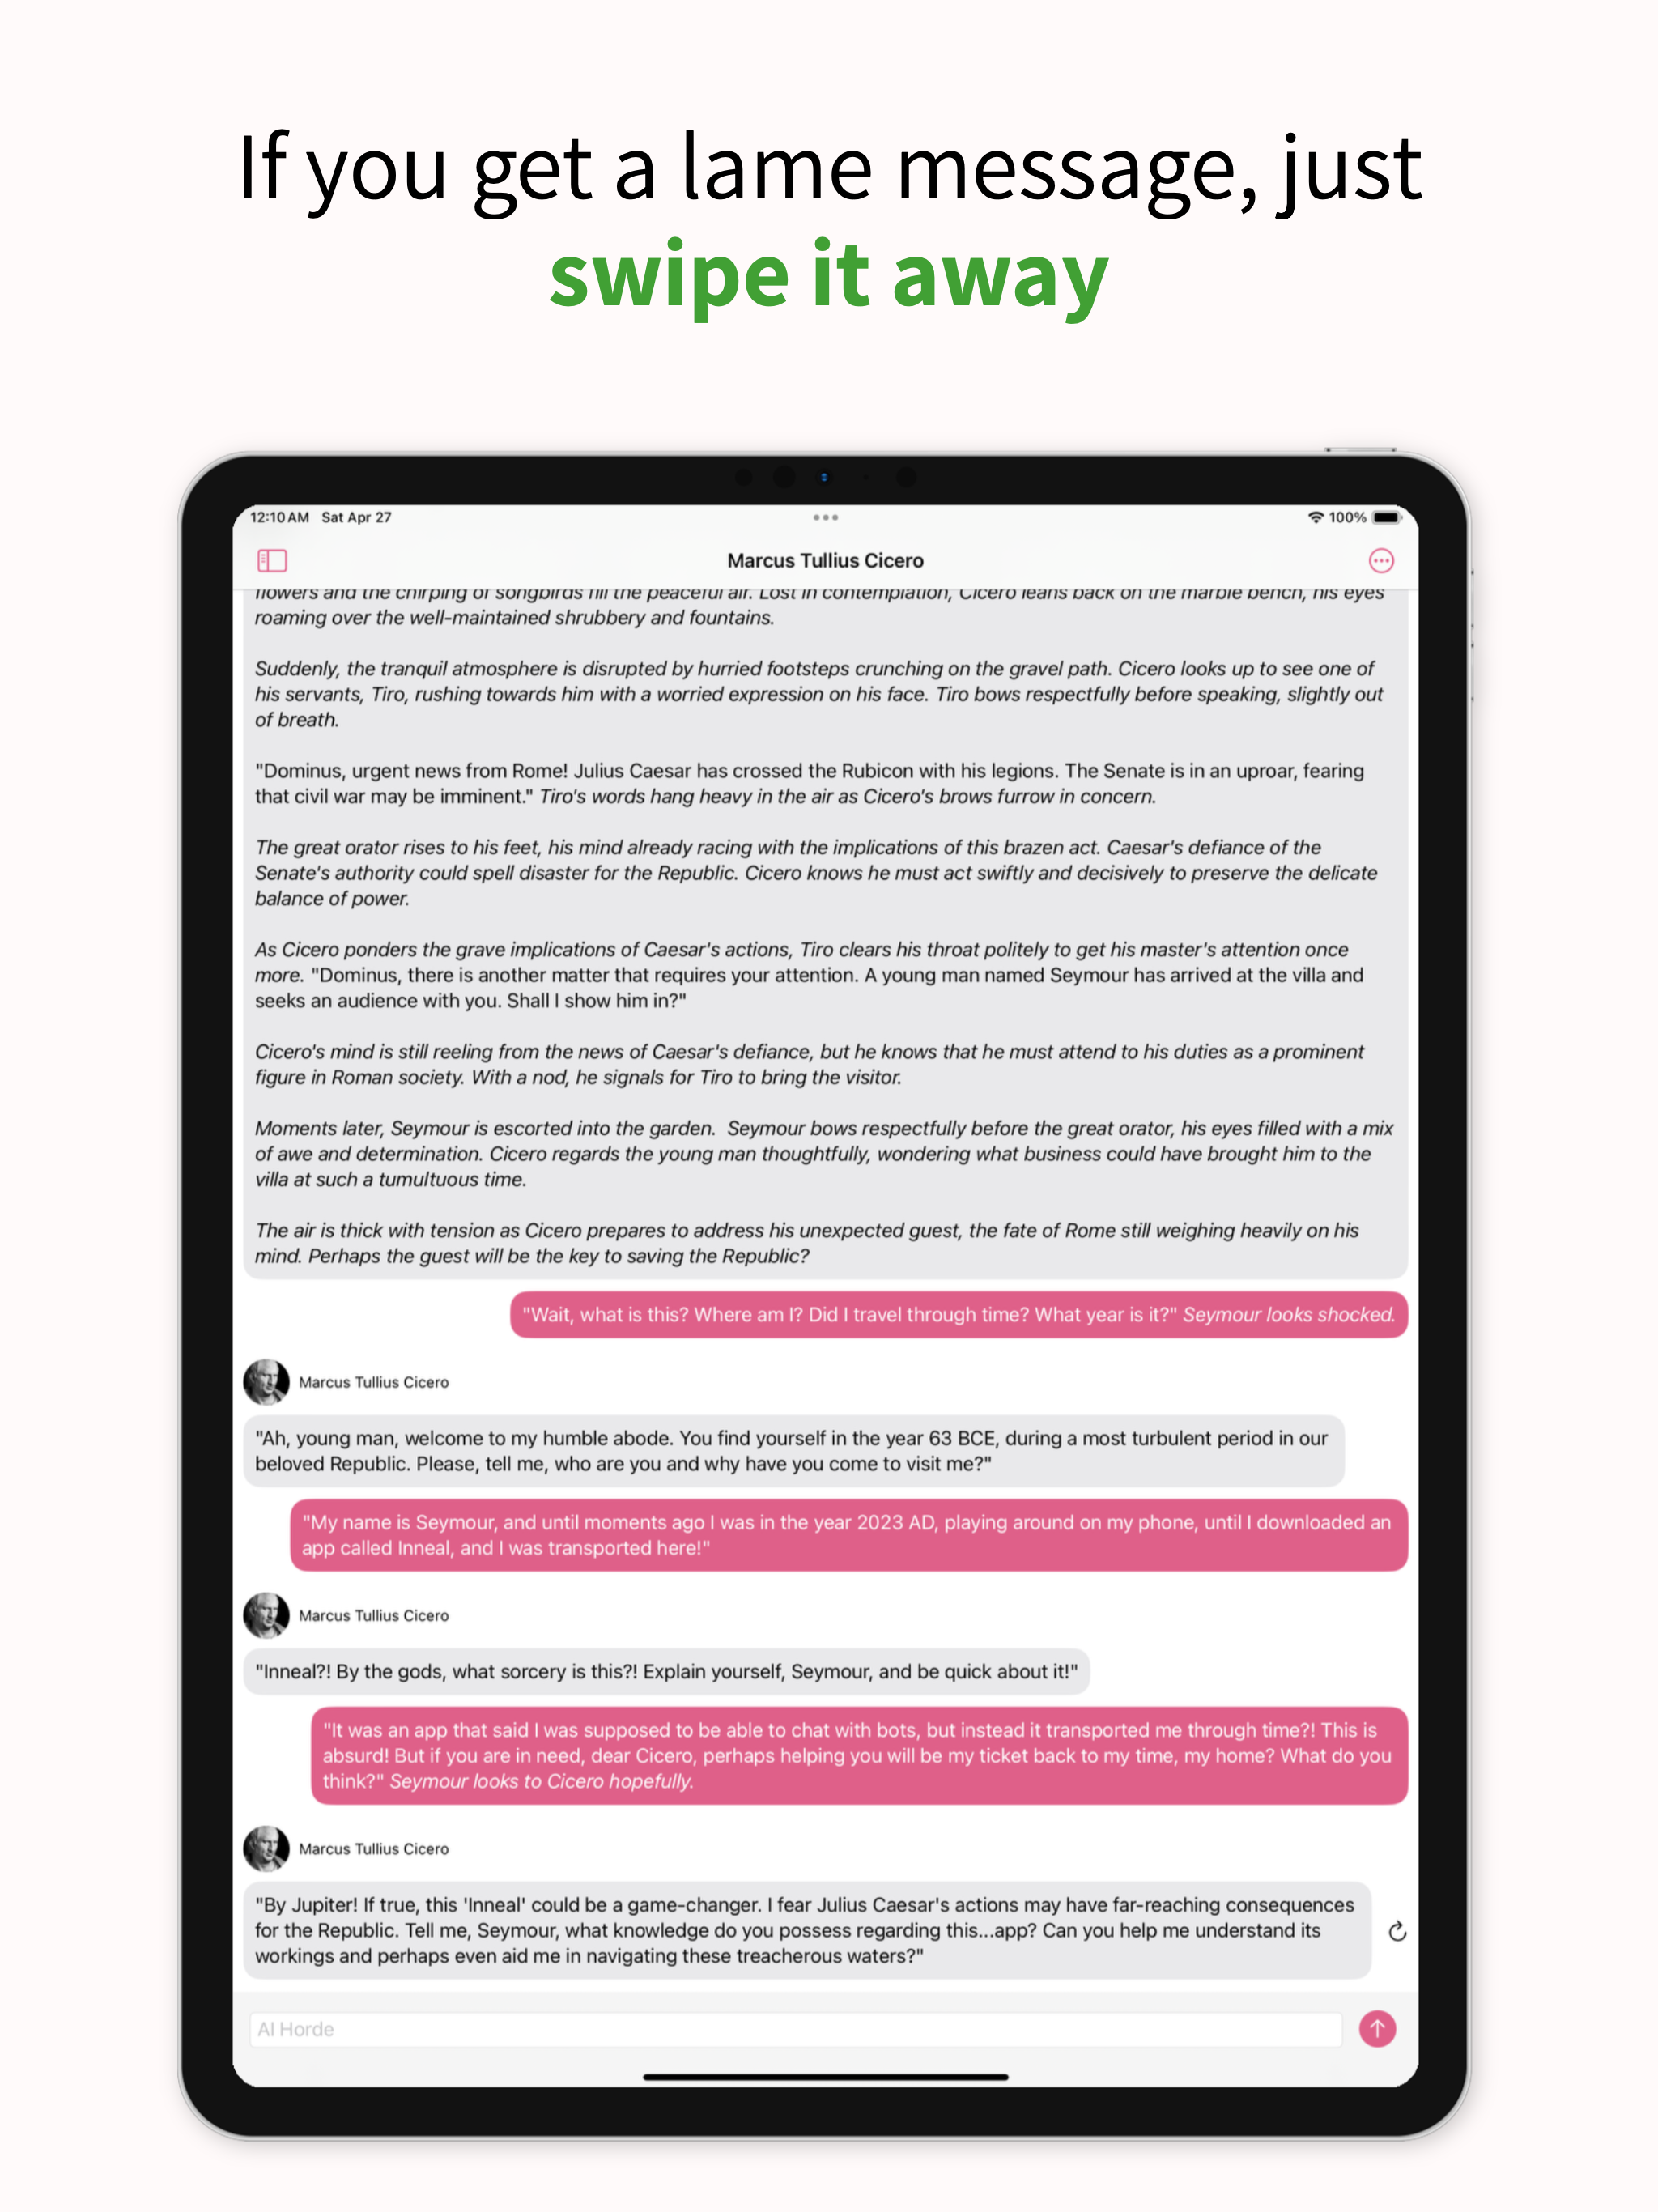 If you get a lame message, just
swipe it away
12:10 AM Sat Apr 27
100%
Marcus Tullius Cicero
flowers and the chirping of songbirds fill the peaceful air. Lost in contemplation, Cicero leans back on the marble bench, his eyes
roaming over the well-maintained shrubbery and fountains.
Suddenly, the tranquil atmosphere is disrupted by hurried footsteps crunching on the gravel path. Cicero looks up to see one of
his servants, Tiro, rushing towards him with a worried expression on his face. Tiro bows respectfully before speaking, slightly out
of breath.
"Dominus, urgent news from Rome! Julius Caesar has crossed the Rubicon with his legions. The Senate is in an uproar, fearing
that civil war may be imminent." Tiro's words hang heavy in the air as Cicero's brows furrow in concern.
The great orator rises to his feet, his mind already racing with the implications of this brazen act. Caesar's defiance of the
Senate's authority could spell disaster for the Republic. Cicero knows he must act swiftly and decisively to preserve the delicate
balance of power.
As Cicero ponders the grave implications of Caesar's actions, Tiro clears his throat politely to get his master's attention once
more. "Dominus, there is another matter that requires your attention. A young man named Seymour has arrived at the villa and
seeks an audience with you. Shall I show him in?"
Cicero's mind is still reeling from the news of Caesar's defiance, but he knows that he must attend to his duties as a prominent
figure in Roman society. With a nod, he signals for Tiro to bring the visitor.
Moments later, Seymour is escorted into the garden.  Seymour bows respectfully before the great orator, his eyes filled with a mix
of awe and determination. Cicero regards the young man thoughtfully, wondering what business could have brought him to the
villa at such a tumultuous time.
The air is thick with tension as Cicero prepares to address his unexpected guest, the fate of Rome still weighing heavily on his
mind. Perhaps the guest will be the key to saving the Republic?
"Wait, what is this? Where am I? Did I travel through time? What year is it?" Seymour looks shocked.
Marcus Tullius Cicero
"Ah, young man, welcome to my humble abode. You find yourself in the year 63 BCE, during a most turbulent period in our
beloved Republic. Please, tell me, who are you and why have you come to visit me?"
"My name is Seymour, and until moments ago I was in the year 2023 AD, playing around on my phone, until I downloaded an
app called Inneal, and I was transported here!"
Marcus Tullius Cicero
"Inneal?! By the gods, what sorcery is this?! Explain yourself, Seymour, and be quick about it!"
"It was an app that said I was supposed to be able to chat with bots, but instead it transported me through time?! This is
absurd! But if you are in need, dear Cicero, perhaps helping you will be my ticket back to my time, my home? What do you
think?" Seymour looks to Cicero hopefully.
Marcus Tullius Cicero
"By Jupiter! If true, this 'Inneal' could be a game-changer. I fear Julius Caesar's actions may have far-reaching consequences
for the Republic. Tell me, Seymour, what knowledge do you possess regarding this...app? Can you help me understand its
workings and perhaps even aid me in navigating these treacherous waters?"
AI Horde